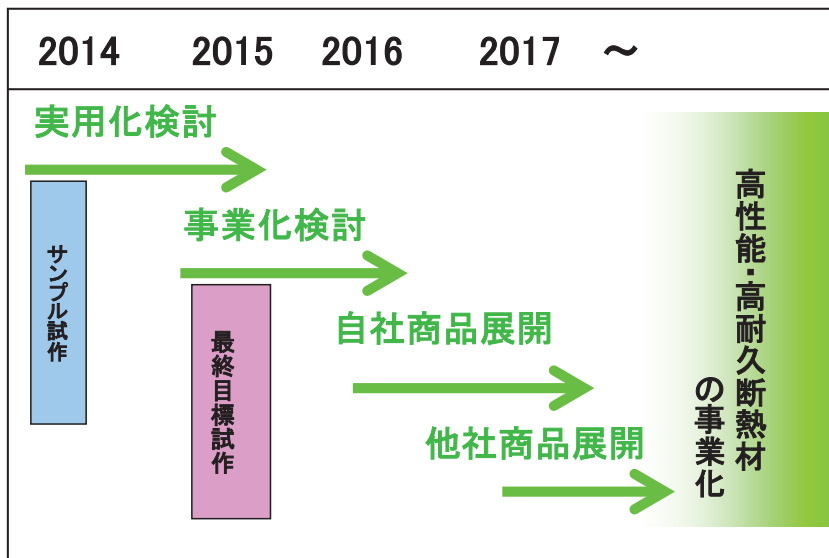 2014 2015 2016 2017 ～
実用化検討
サンプル試作
事業化検討
最終目標試作
自社商品展開
他社商品展開
高性能・高耐久断熱材
の事業化